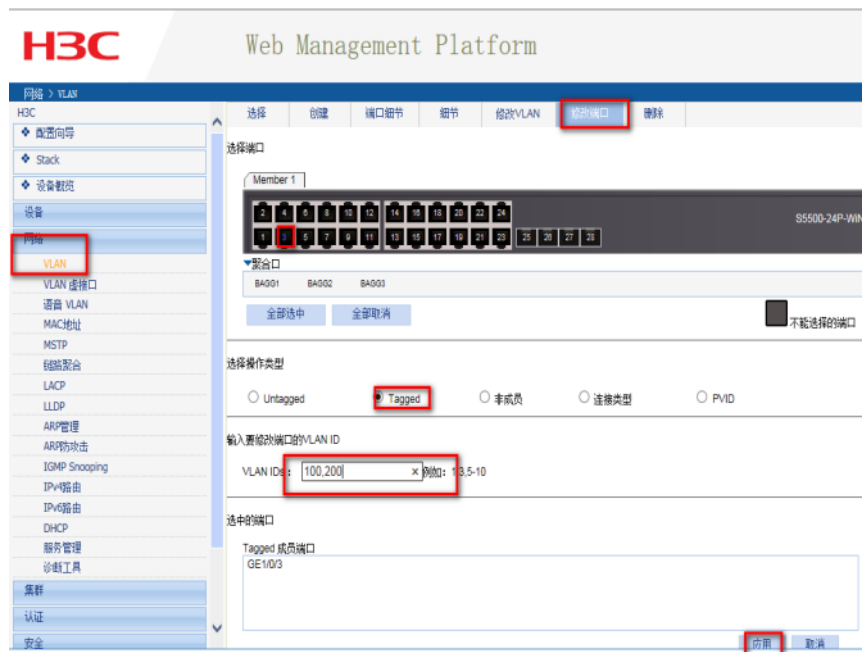 H3C
Web Management Platform
网络 > VLAN
H3C
配置向导
Stack
设备概览
设备
网络
VLAN
VLAN 虚接口
语音 VLAN
MAC地址
MSTP
链路聚合
LACP
LLDP
ARP管理
ARP防攻击
IGMP Snooping
IPv4路由
IPv6路由
DHCP
服务管理
诊断工具
集群
认证
安全
选择 创建 端口细节 细节 修改VLAN 修改端口 删除
选择端口
Member 1
2 4 6 8 10 12 14 16 18 20 22 24
1 3 5 7 9 11 13 15 17 19 21 23 25 26 27 28
S5500-24P-WiN
聚合口
BAGG1 BAGG2 BAGG3
全部选中 全部取消
不能选择的端口
选择操作类型
Untagged Tagged 非成员 连接类型 PVID
输入要修改端口的VLAN ID
VLAN IDs: 100,200 × 例如: 1,3,5-10
选中的端口
Tagged 成员端口
GE1/0/3
应用 取消